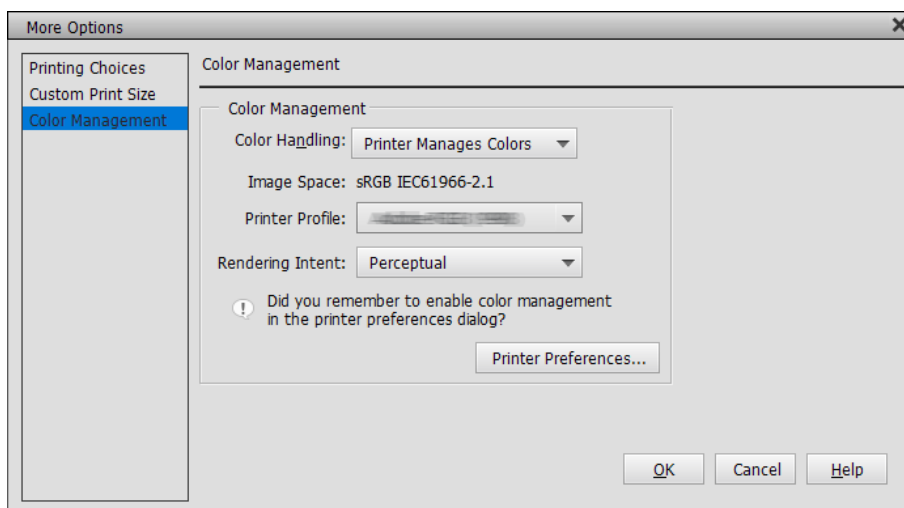 More Options
Printing Choices
Custom Print Size
Color Management
Color Management
Color Management
Color Handling: Printer Manages Colors
Image Space: sRGB IEC61966-2.1
Printer Profile:
Rendering Intent: Perceptual
Did you remember to enable color management
in the printer preferences dialog?
Printer Preferences...
OK Cancel Help